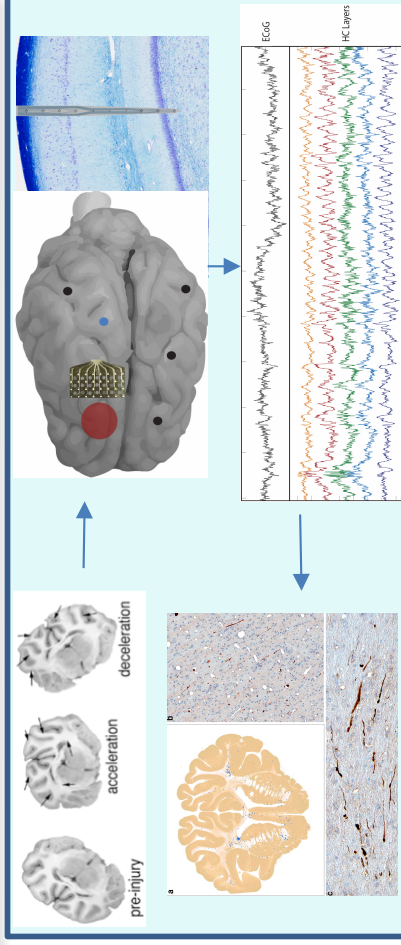 pre-injury
acceleration
deceleration
ECoG
HC Layers
a
b
c